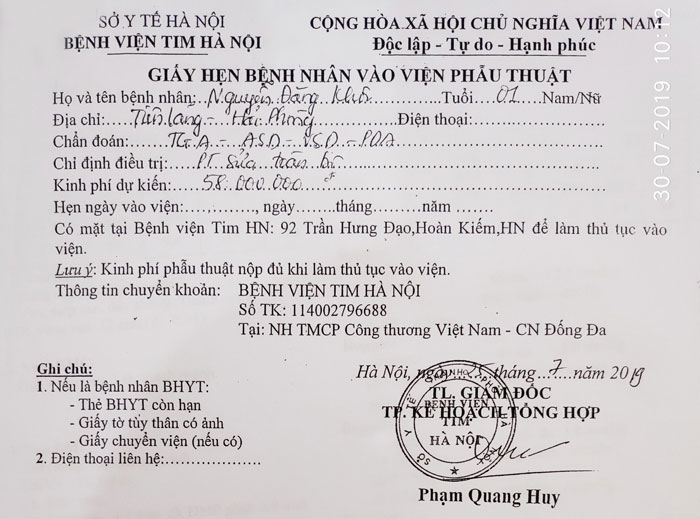 SỞ Y TẾ HÀ NỘI
BỆNH VIỆN TIM HÀ NỘI
CỘNG HÒA XÃ HỘI CHỦ NGHĨA VIỆT NAM
Độc lập - Tự do - Hạnh phúc
GIẤY HẸN BỆNH NHÂN VÀO VIỆN PHẪU THUẬT
Họ và tên bệnh nhân: Nguyễn Đăng Khôi Tuổi 01 Nam/Nữ
Địa chỉ: Tiên Lãng - Hải Phòng Điện thoại:
Chẩn đoán: TGA - ASD - VSD - PDA
Chỉ định điều trị: PT Sửa toàn bộ
Kinh phí dự kiến: 58.000.000 đ
Hẹn ngày vào viện: , ngày tháng năm
Có mặt tại Bệnh viện Tim HN: 92 Trần Hưng Đạo,Hoàn Kiếm,HN để làm thủ tục vào
viện.
Lưu ý: Kinh phí phẫu thuật nộp đủ khi làm thủ tục vào viện.
Thông tin chuyển khoản: BỆNH VIỆN TIM HÀ NỘI
Số TK: 114002796688
Tại: NH TMCP Công thương Việt Nam - CN Đống Đa
Ghi chú:
1. Nếu là bệnh nhân BHYT:
- Thẻ BHYT còn hạn
- Giấy tờ tùy thân có ảnh
- Giấy chuyển viện (nếu có)
2. Điện thoại liên hệ:
Hà Nội, ngày 25 tháng 7 năm 2019
TL. GIÁM ĐỐC
TP. KẾ HOẠCH TỔNG HỢP
BỆNH VIỆN
TIM
HÀ NỘI
Phạm Quang Huy
30-07-2019 10:12